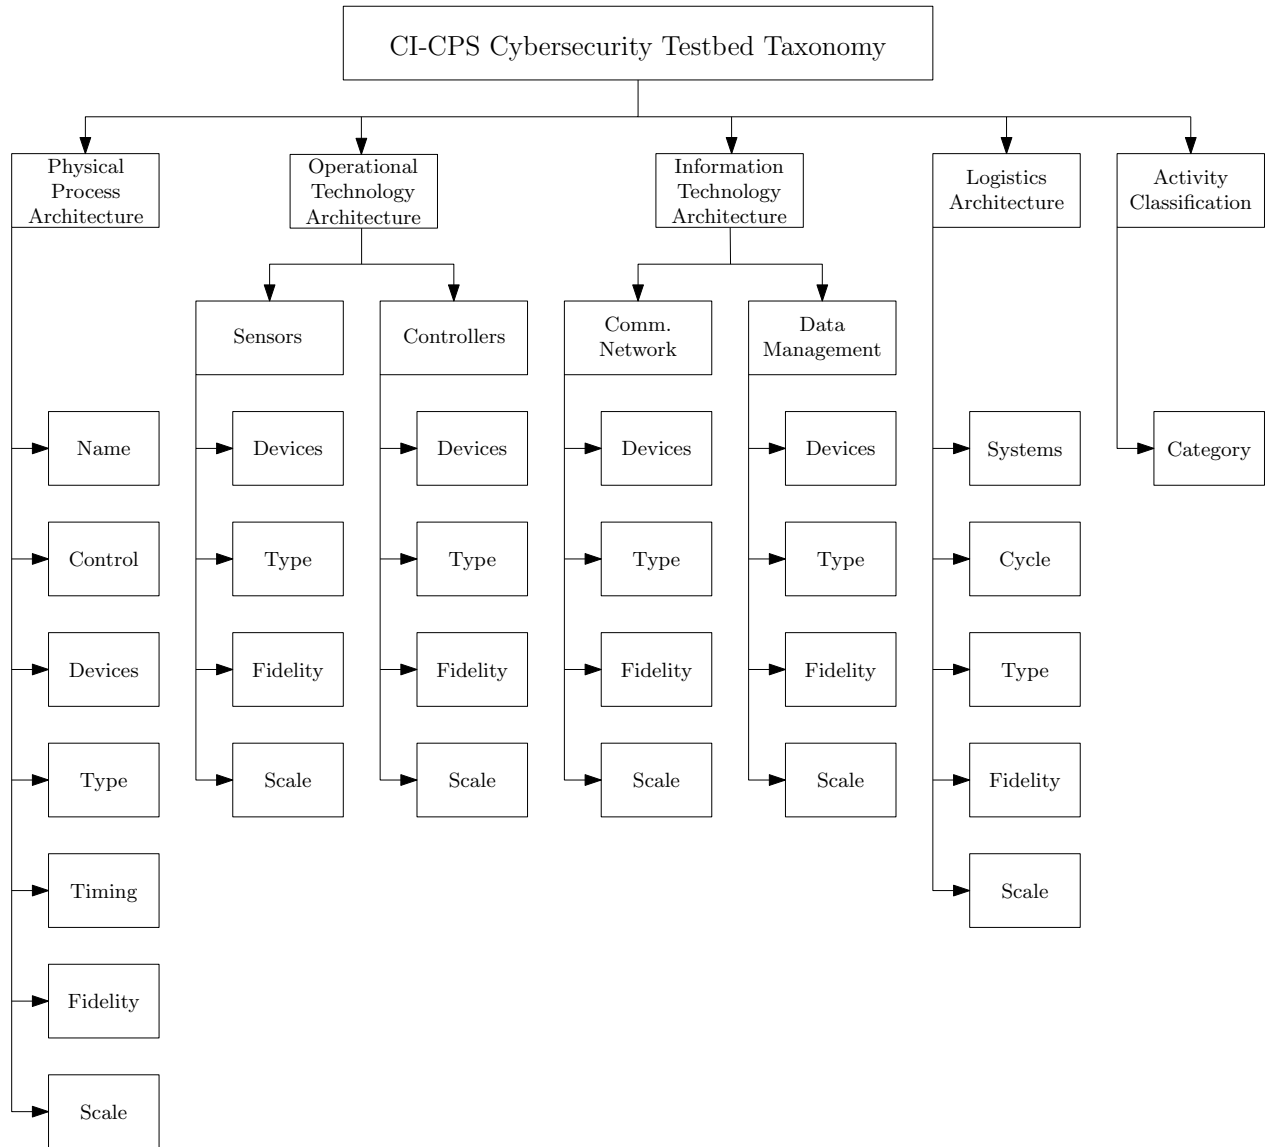 CI-CPS Cybersecurity Testbed Taxonomy
Physical
Process
Architecture
Operational
Technology
Architecture
Information
Technology
Architecture
Logistics
Architecture
Activity
Classification
Sensors
Controllers
Comm.
Network
Data
Management
Name
Devices
Devices
Devices
Devices
Systems
Category
Control
Type
Type
Type
Type
Cycle
Devices
Fidelity
Fidelity
Fidelity
Fidelity
Type
Type
Scale
Scale
Scale
Scale
Fidelity
Timing
Scale
Fidelity
Scale